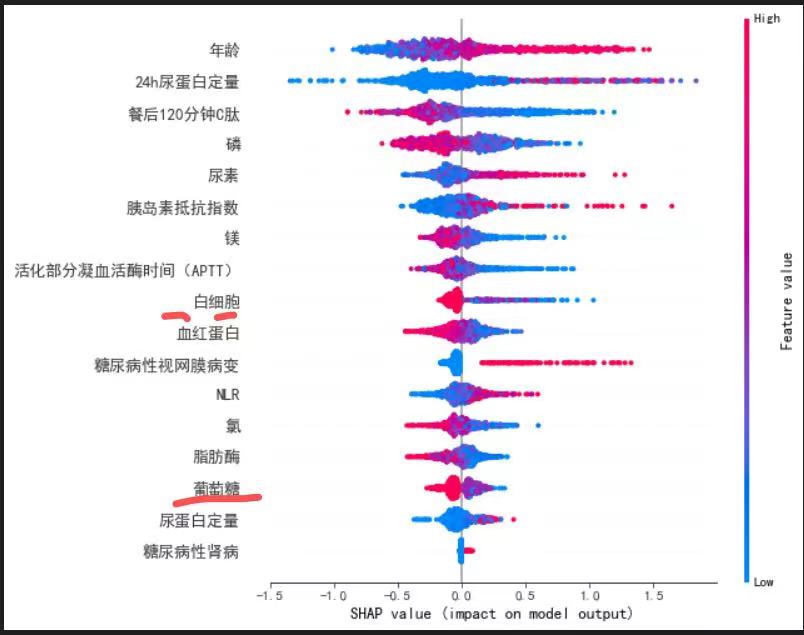 High
年龄
24h尿蛋白定量
餐后120分钟C肽
磷
尿素
胰岛素抵抗指数
镁
活化部分凝血活酶时间（APTT）
白细胞
血红蛋白
糖尿病性视网膜病变
NLR
氯
脂肪酶
葡萄糖
尿蛋白定量
糖尿病性肾病
Feature value
Low
-1.5 -1.0 -0.5 0.0 0.5 1.0 1.5
SHAP value (impact on model output)